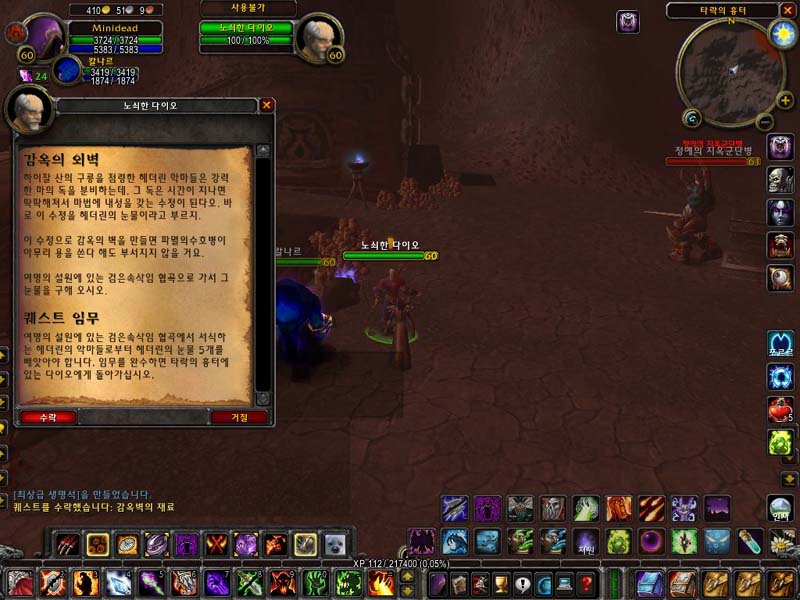 410 51 9
사용불가
타락의 흉터
N
Minidead
노쇠한 다이오
3724 / 3724
100 / 100%
5383 / 5383
60
60
칼나르
24
3419 / 3419
1874 / 1874
노쇠한 다이오
감옥의 외벽
하이잘 산의 구릉을 점령한 헤더린 악마들은 강력
한 마의 독을 분비하는데, 그 독은 시간이 지나면
딱딱해져서 마법에 내성을 갖는 수정이 된다오. 바
로 이 수정을 헤더린의 눈물이라고 부르지.
이 수정으로 감옥의 벽을 만들면 파멸의수호병이
아무리 용을 쓴다 해도 부서지지 않을 거요.
여명의 설원에 있는 검은속삭임 협곡으로 가서 그
눈물을 구해 오시오.
퀘스트 임무
여명의 설원에 있는 검은속삭임 협곡에서 서식하
는 헤더린의 악마들로부터 헤더린의 눈물 5개를
빼앗아야 합니다. 임무를 완수하면 타락의 흉터에
있는 다이오에게 돌아가십시오.
수락
거절
정예의 지옥군단병
정예의 지옥군단병
61
노쇠한 다이오
60
칼나르
60
x5
[최상급 생명석]을 만들었습니다.
퀘스트를 수락했습니다: 감옥벽의 재료
XP 112 / 217400 (0.05%)